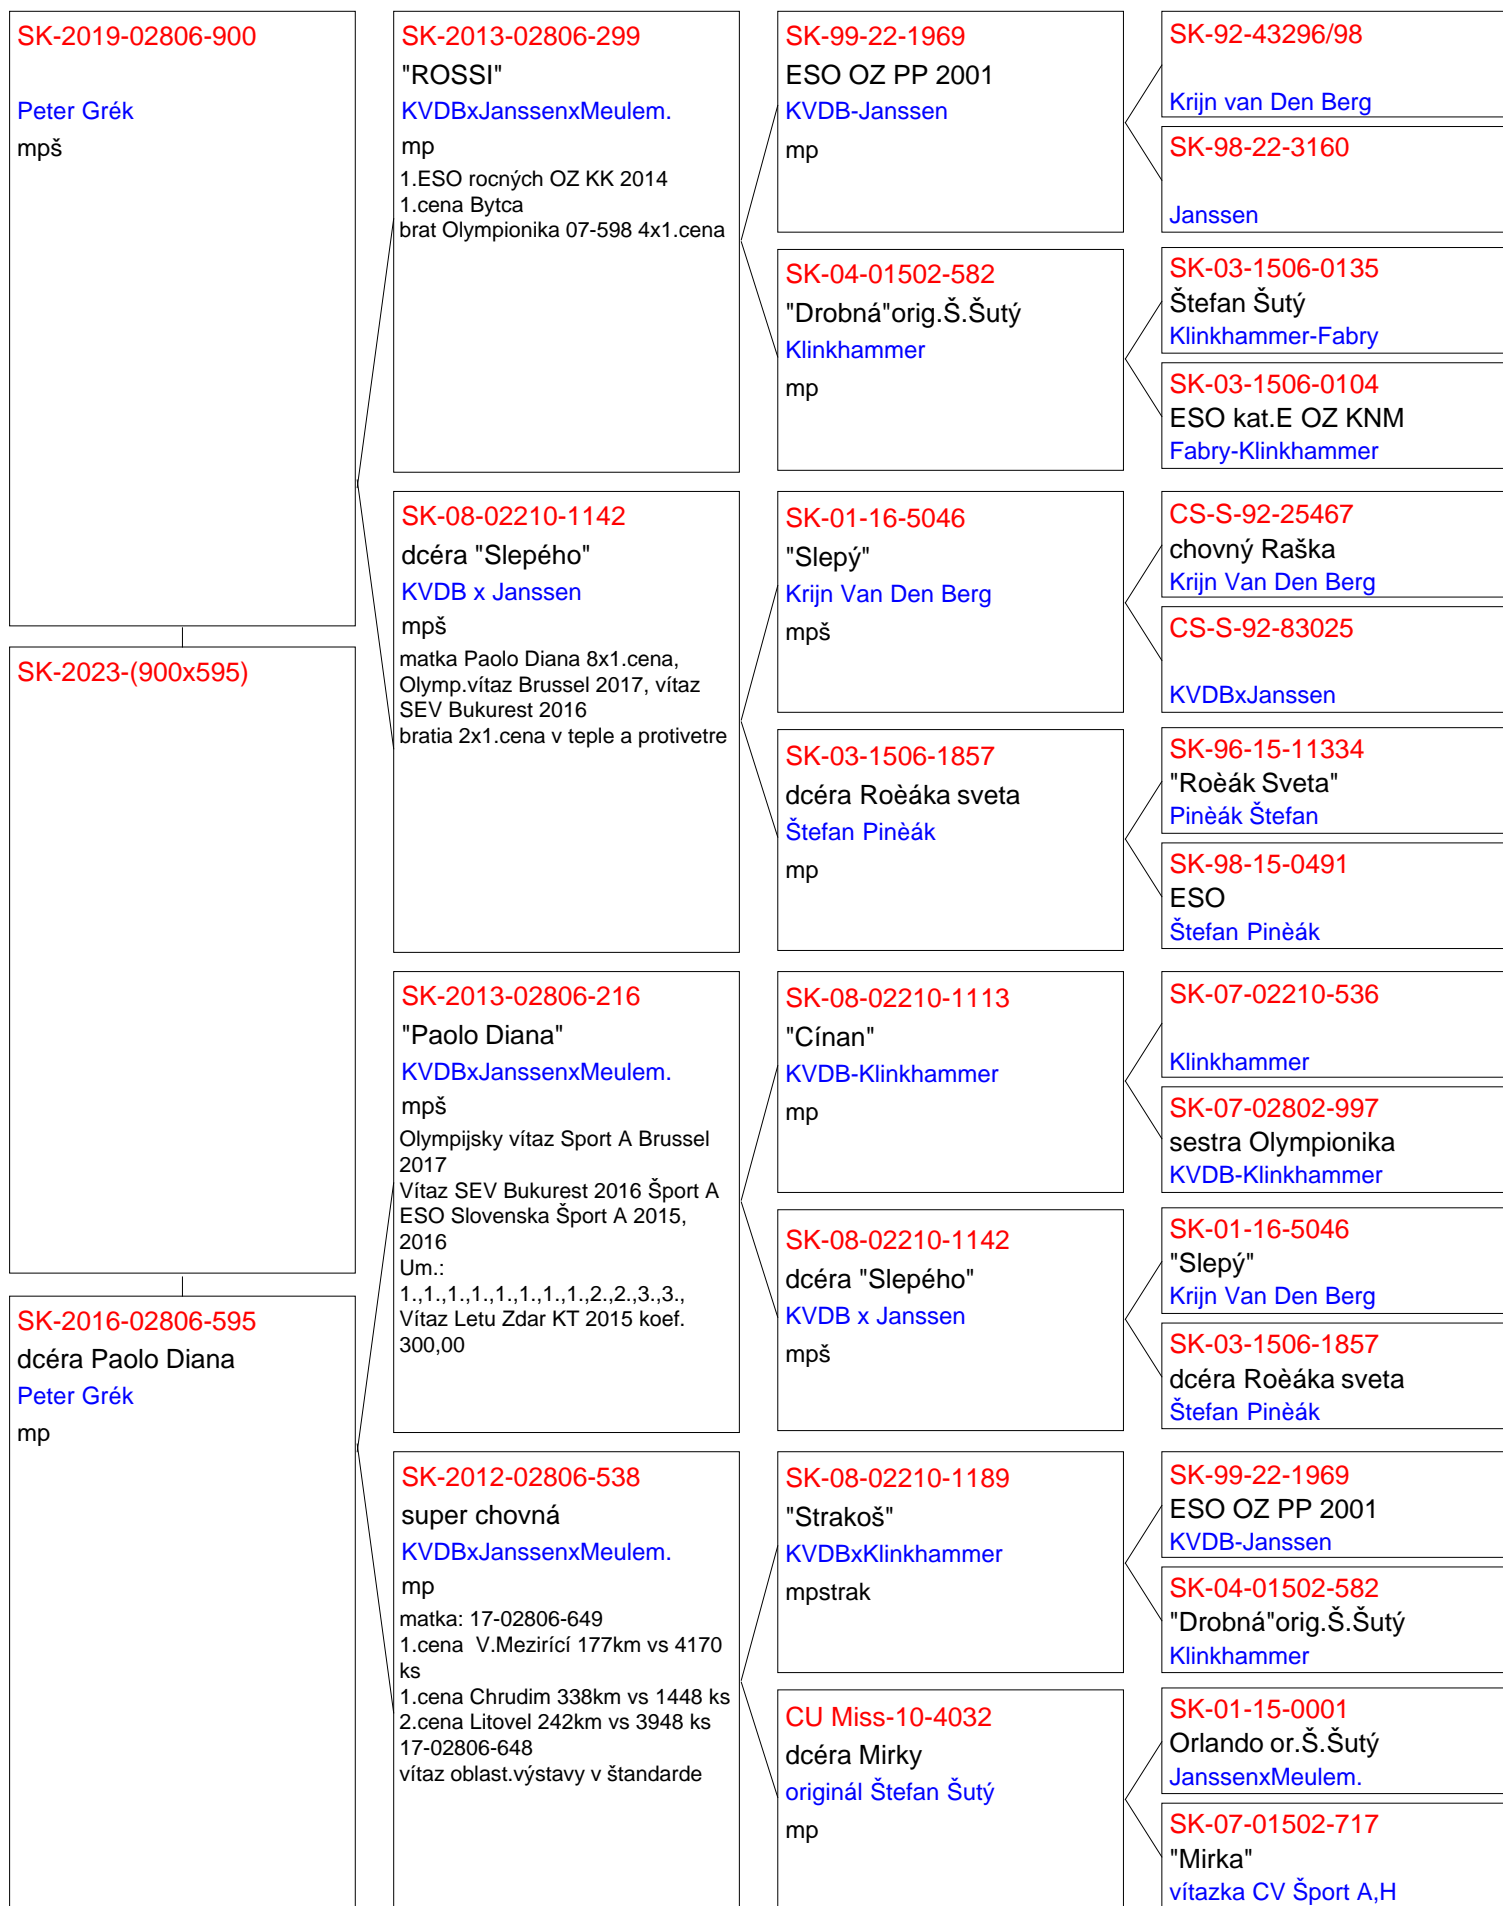 SK-2019-02806-900
Peter Grék
mpš
SK-2023-(900x595)
SK-2016-02806-595
dcéra Paolo Diana
Peter Grék
mp
SK-2013-02806-299
"ROSSI"
KVDBxJanssenxMeulem.
mp
1.ESO rocných OZ KK 2014
1.cena Bytca
brat Olympionika 07-598 4x1.cena
SK-08-02210-1142
dcéra "Slepého"
KVDB x Janssen
mpš
matka Paolo Diana 8x1.cena,
Olymp.vítaz Brussel 2017, vítaz
SEV Bukurest 2016
bratia 2x1.cena v teple a protivetre
SK-2013-02806-216
"Paolo Diana"
KVDBxJanssenxMeulem.
mpš
Olympijsky vítaz Sport A Brussel
2017
Vítaz SEV Bukurest 2016 Šport A
ESO Slovenska Šport A 2015,
2016
Um.:
1.,1.,1.,1.,1.,1.,1.,1.,2.,2.,3.,3.,
Vítaz Letu Zdar KT 2015 koef.
300,00
SK-2012-02806-538
super chovná
KVDBxJanssenxMeulem.
mp
matka: 17-02806-649
1.cena  V.Mezirící 177km vs 4170
ks
1.cena Chrudim 338km vs 1448 ks
2.cena Litovel 242km vs 3948 ks
17-02806-648
vítaz oblast.výstavy v štandarde
SK-99-22-1969
ESO OZ PP 2001
KVDB-Janssen
mp
SK-04-01502-582
"Drobná"orig.Š.Šutý
Klinkhammer
mp
SK-01-16-5046
"Slepý"
Krijn Van Den Berg
mpš
SK-03-1506-1857
dcéra Roèáka sveta
Štefan Pinèák
mp
SK-08-02210-1113
"Cínan"
KVDB-Klinkhammer
mp
SK-08-02210-1142
dcéra "Slepého"
KVDB x Janssen
mpš
SK-08-02210-1189
"Strakoš"
KVDBxKlinkhammer
mpstrak
CU Miss-10-4032
dcéra Mirky
originál Štefan Šutý
mp
SK-92-43296/98
Krijn van Den Berg
SK-98-22-3160
Janssen
SK-03-1506-0135
Štefan Šutý
Klinkhammer-Fabry
SK-03-1506-0104
ESO kat.E OZ KNM
Fabry-Klinkhammer
CS-S-92-25467
chovný Raška
Krijn Van Den Berg
CS-S-92-83025
KVDBxJanssen
SK-96-15-11334
"Roèák Sveta"
Pinèák Štefan
SK-98-15-0491
ESO
Štefan Pinèák
SK-07-02210-536
Klinkhammer
SK-07-02802-997
sestra Olympionika
KVDB-Klinkhammer
SK-01-16-5046
"Slepý"
Krijn Van Den Berg
SK-03-1506-1857
dcéra Roèáka sveta
Štefan Pinèák
SK-99-22-1969
ESO OZ PP 2001
KVDB-Janssen
SK-04-01502-582
"Drobná"orig.Š.Šutý
Klinkhammer
SK-01-15-0001
Orlando or.Š.Šutý
JanssenxMeulem.
SK-07-01502-717
"Mirka"
vítazka CV Šport A,H